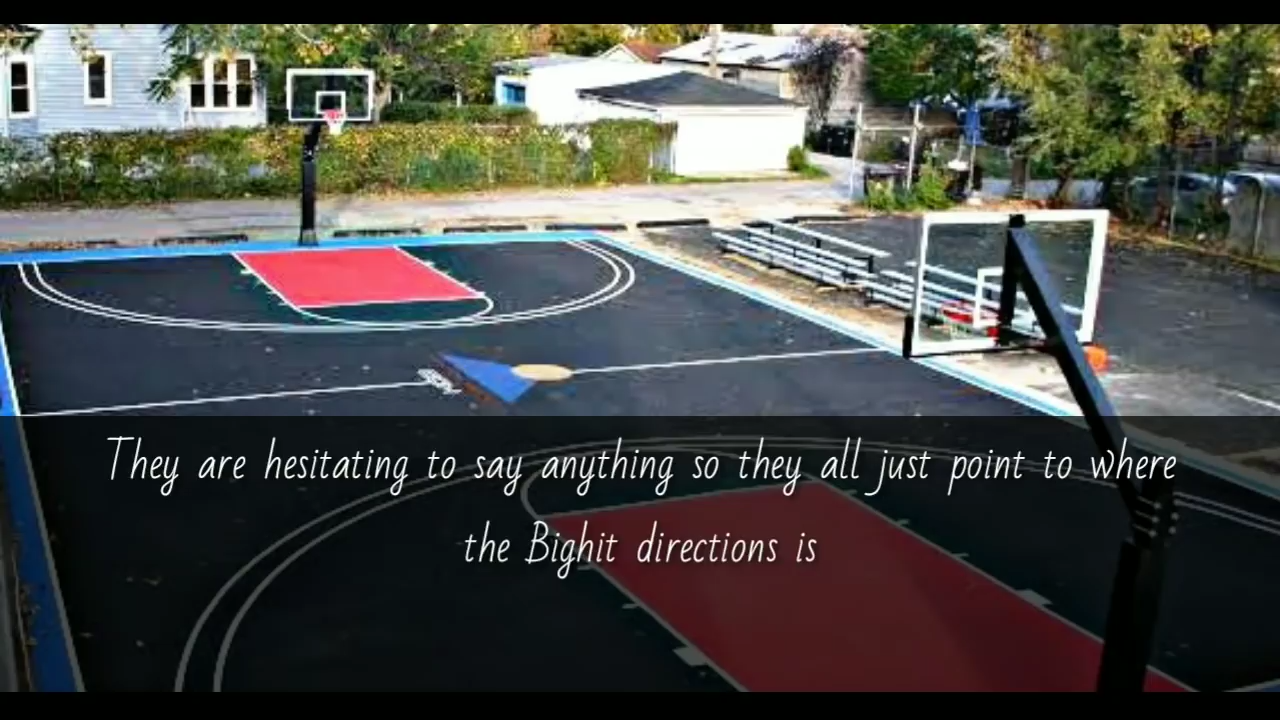 They are hesitating to say anything so they all just point to where
the Bighit directions is